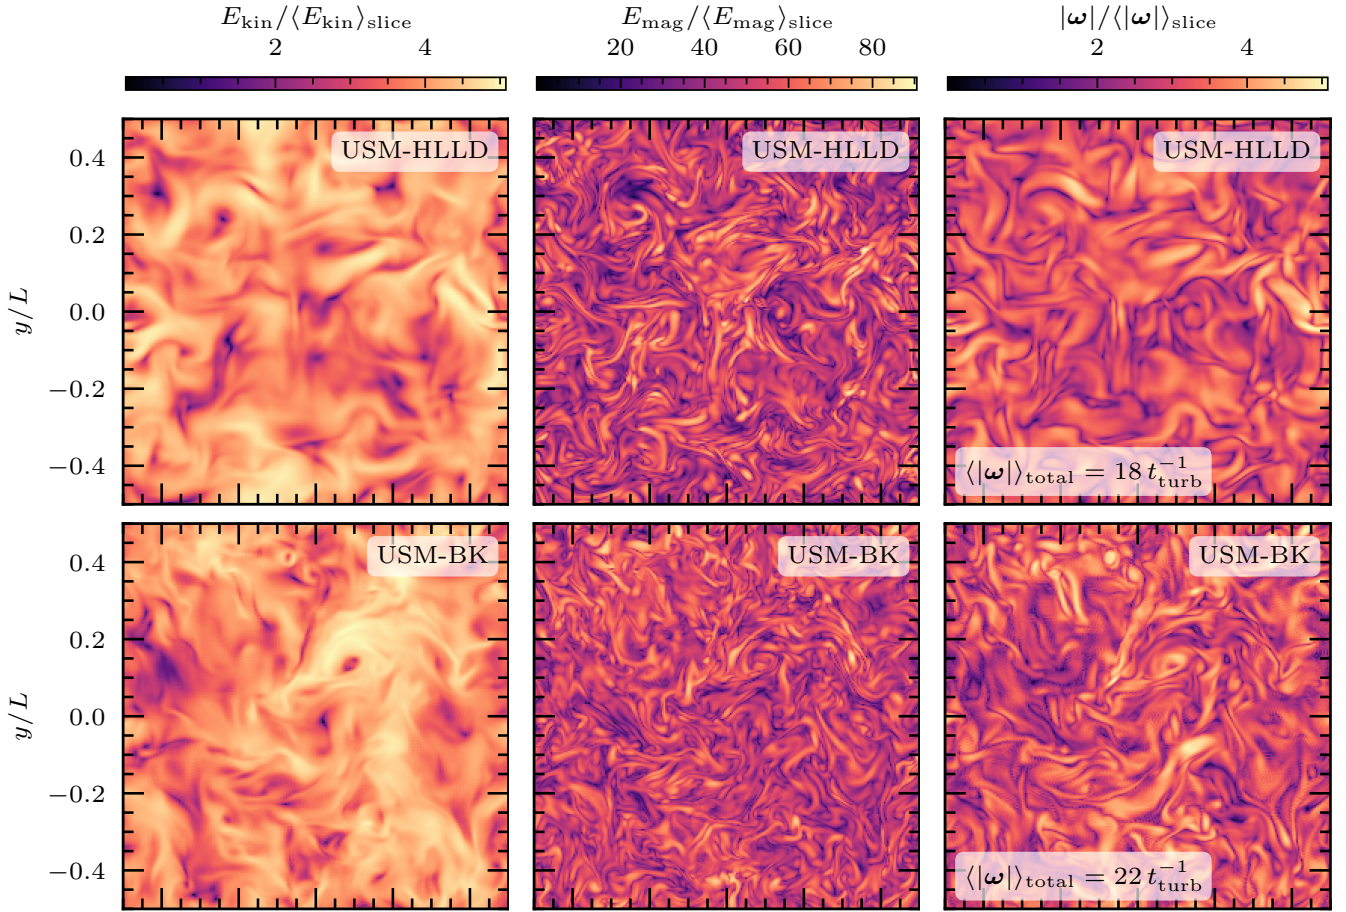 E_kin/⟨E_kin⟩_slice
2 4
E_mag/⟨E_mag⟩_slice
20 40 60 80
|ω|/⟨|ω|⟩_slice
2 4
y/L
0.4
0.2
0.0
−0.2
−0.4
USM-HLLD
USM-HLLD
USM-HLLD
⟨|ω|⟩_total = 18 t_turb^−1
y/L
0.4
0.2
0.0
−0.2
−0.4
USM-BK
USM-BK
USM-BK
⟨|ω|⟩_total = 22 t_turb^−1